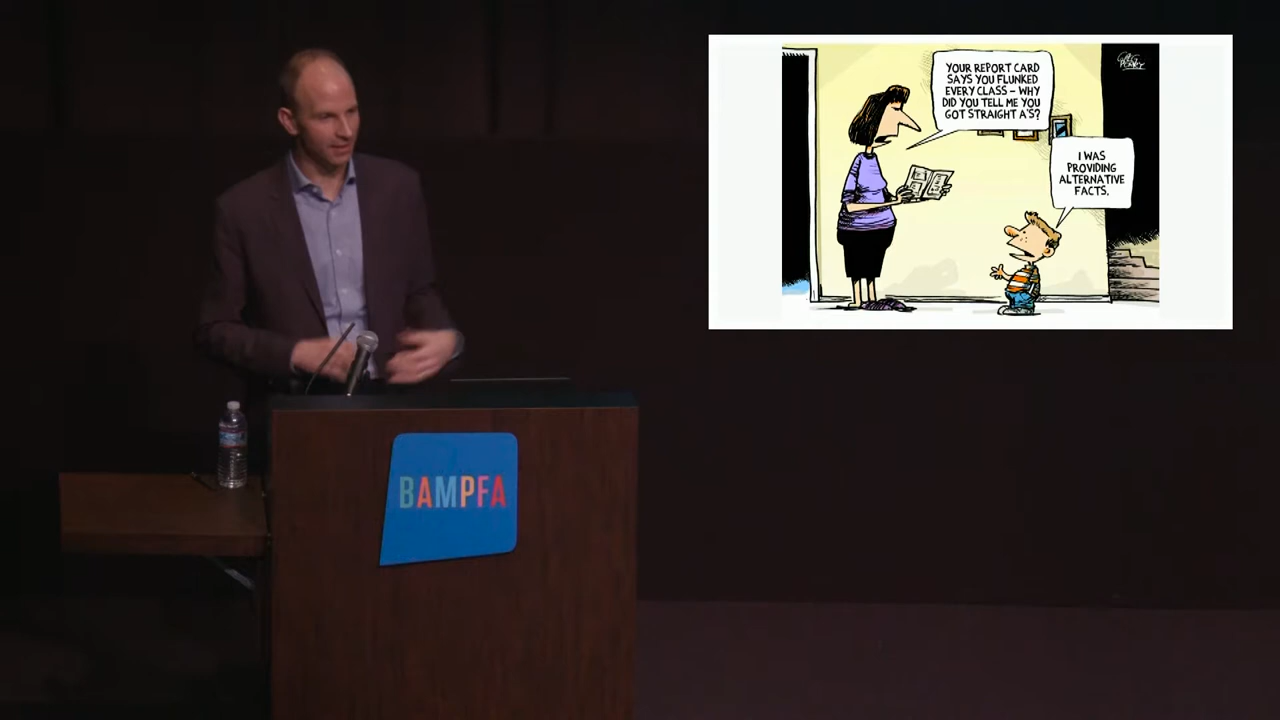 YOUR REPORT CARD
SAYS YOU FLUNKED
EVERY CLASS – WHY
DID YOU TELL ME YOU
GOT STRAIGHT A'S?
I WAS
PROVIDING
ALTERNATIVE
FACTS.
BAMPFA